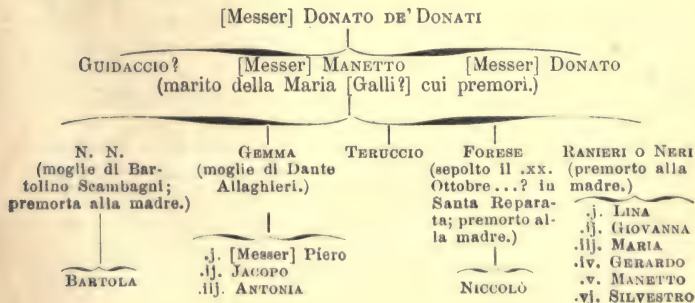 [Messer] DONATO DE' DONATI
GUIDACCIO? [Messer] MANETTO [Messer] DONATO
(marito della Maria [Galli?] cui premorì.)
N. N.
(moglie di Bar-
tolino Scambagni;
premorta alla madre.)
BARTOLA
GEMMA
(moglie di Dante
Allaghieri.)
.j. [Messer] Piero
.ij. JACOPO
.iij. ANTONIA
TERUCCIO
FORESE
(sepolto il .xx.
Ottobre...? in
Santa Repara-
ta; premorto al-
la madre.)
NICCOLÒ
RANIERI O NERI
(premorto alla
madre.)
.j. LINA
.ij. GIOVANNA
.iij. MARIA
.iv. GERARDO
.v. MANETTO
.vj. SILVESTRO